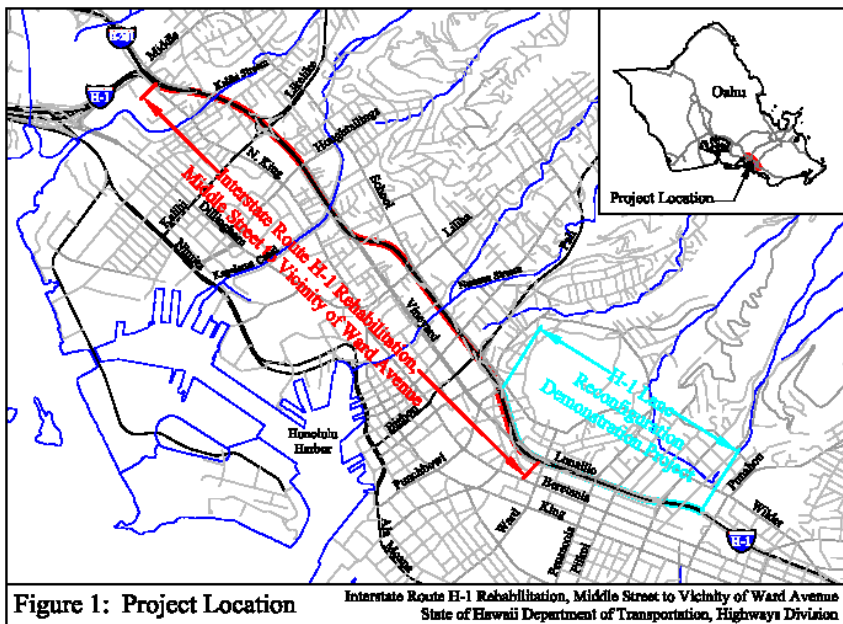 H-201
Middle
H-1
Kalihi Stream
Likelike
Houghtailing
N. King
School
Kalihi
Dillingham
Nimitz
Kapalama Canal
Liliha
Pali
Nuuanu Stream
Vineyard
Interstate Route H-1 Rehabilitation,
Middle Street to Vicinity of Ward Avenue
H-1 Lane
Reconfiguration
Demonstration Project
Honolulu
Harbor
Bishop
Punchbowl
Ala
Moana
Lunalilo
Beretania
King
Ward
Pensacola
Piikoi
Punahou
Wilder
H-1
Oahu
Project Location
Figure 1: Project Location
Interstate Route H-1 Rehabilitation, Middle Street to Vicinity of Ward Avenue
State of Hawaii Department of Transportation, Highways Division